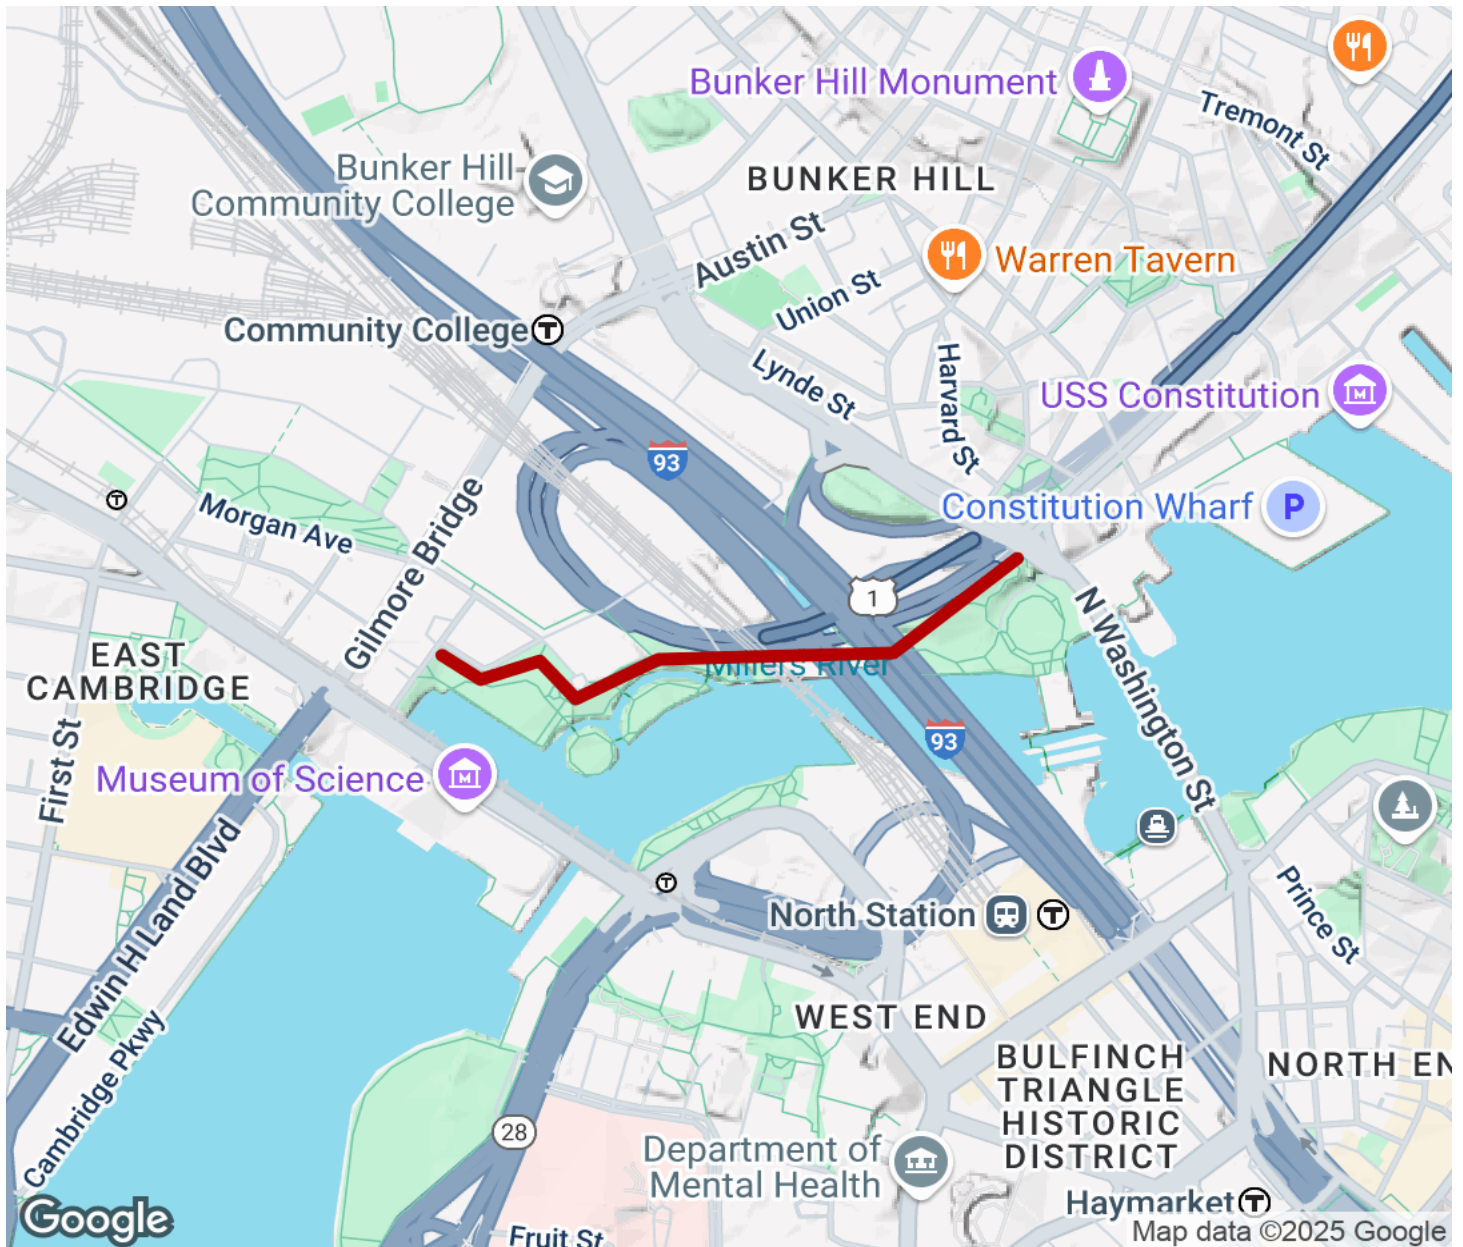 Bunker Hill Monument
Tremont St
Bunker Hill
Community College
BUNKER HILL
Austin St
Warren Tavern
Union St
Community College
T
Lynde St
Harvard St
USS Constitution
M
93
Constitution Wharf
P
T
Morgan Ave
Gilmore Bridge
1
N Washington St
EAST
CAMBRIDGE
Millers River
93
First St
Museum of Science
M
Edwin H Land Blvd
T
North Station
T
Prince St
WEST END
Cambridge Pkwy
BULFINCH
TRIANGLE
HISTORIC
DISTRICT
NORTH EN
28
Department of
Mental Health
Haymarket
T
Google
Fruit St
Map data ©2025 Google